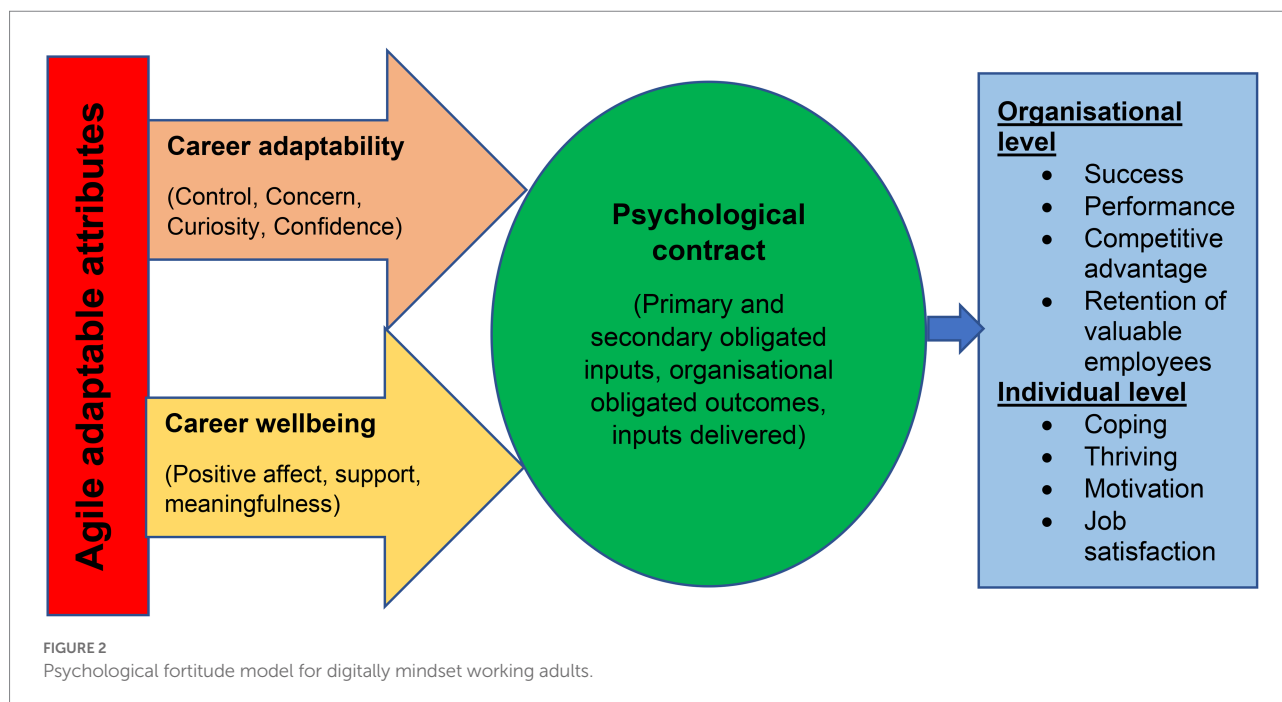 Agile adaptable attributes
Career adaptability
(Control, Concern,
Curiosity, Confidence)
Career wellbeing
(Positive affect, support,
meaningfulness)
Psychological
contract
(Primary and
secondary obligated
inputs, organisational
obligated outcomes,
inputs delivered)
Organisational
level
• Success
• Performance
• Competitive
advantage
• Retention of
valuable
employees
Individual level
• Coping
• Thriving
• Motivation
• Job
satisfaction
FIGURE 2
Psychological fortitude model for digitally mindset working adults.